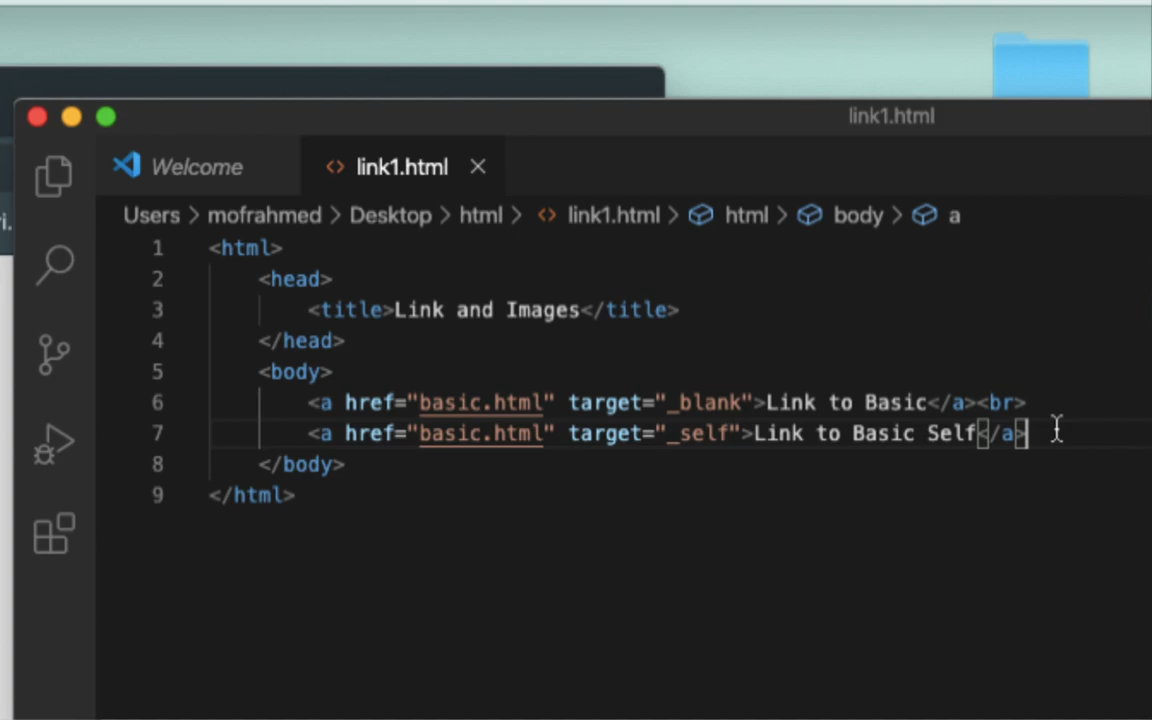 link1.html
Welcome
link1.html
Users > mofrahmed > Desktop > html > <> link1.html > html > body > a
1 <html>
2 <head>
3 <title>Link and Images</title>
4 </head>
5 <body>
6 <a href="basic.html" target="_blank">Link to Basic</a><br>
7 <a href="basic.html" target="_self">Link to Basic Self</a>
8 </body>
9 </html>